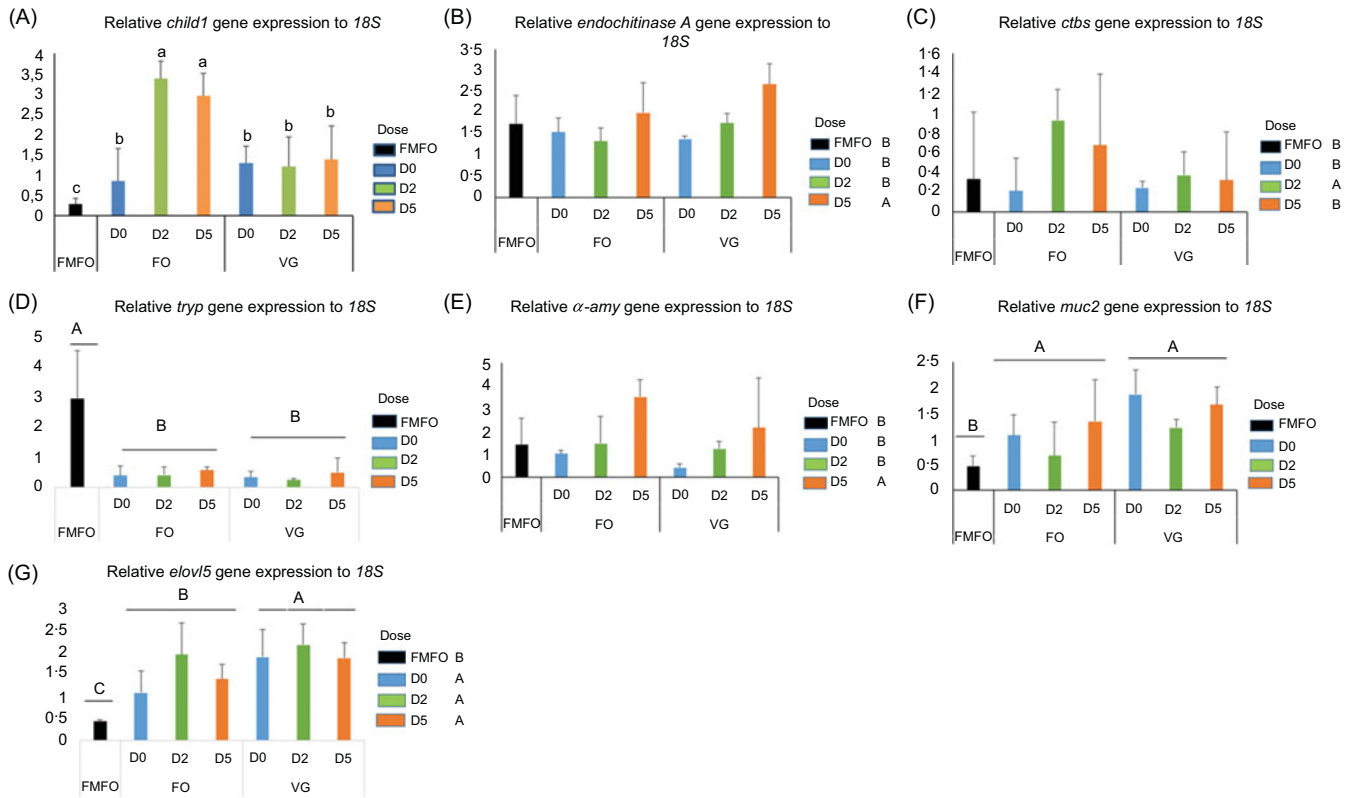 (A)
Relative child1 gene expression to 18S
4
3,5
3
2,5
2
1,5
1
0,5
0
c
b
a
a
b
b
b
D0 D2 D5 D0 D2 D5
FMFO FO VG
Dose
FMFO
D0
D2
D5
(B)
Relative endochitinase A gene expression to
18S
3·5
3
2·5
2
1·5
1
0·5
0
D0 D2 D5 D0 D2 D5
FMFO FO VG
Dose
FMFO B
D0 B
D2 B
D5 A
(C)
Relative ctbs gene expression to 18S
1·6
1·4
1·2
1
0·8
0·6
0·4
0·2
0
D0 D2 D5 D0 D2 D5
FMFO FO VG
Dose
FMFO B
D0 B
D2 A
D5 B
(D)
Relative tryp gene expression to 18S
5
4
3
2
1
0
A
B
B
D0 D2 D5 D0 D2 D5
FMFO FO VG
Dose
FMFO
D0
D2
D5
(E)
Relative α-amy gene expression to 18S
5
4
3
2
1
0
D0 D2 D5 D0 D2 D5
FMFO FO VG
Dose
FMFO B
D0 B
D2 B
D5 A
(F)
Relative muc2 gene expression to 18S
2·5
2
1·5
1
0·5
0
B
A
A
D0 D2 D5 D0 D2 D5
FMFO FO VG
Dose
FMFO
D0
D2
D5
(G)
Relative elovl5 gene expression to 18S
3
2·5
2
1·5
1
0·5
0
C
B
A
D0 D2 D5 D0 D2 D5
FMFO FO VG
Dose
FMFO B
D0 A
D2 A
D5 A